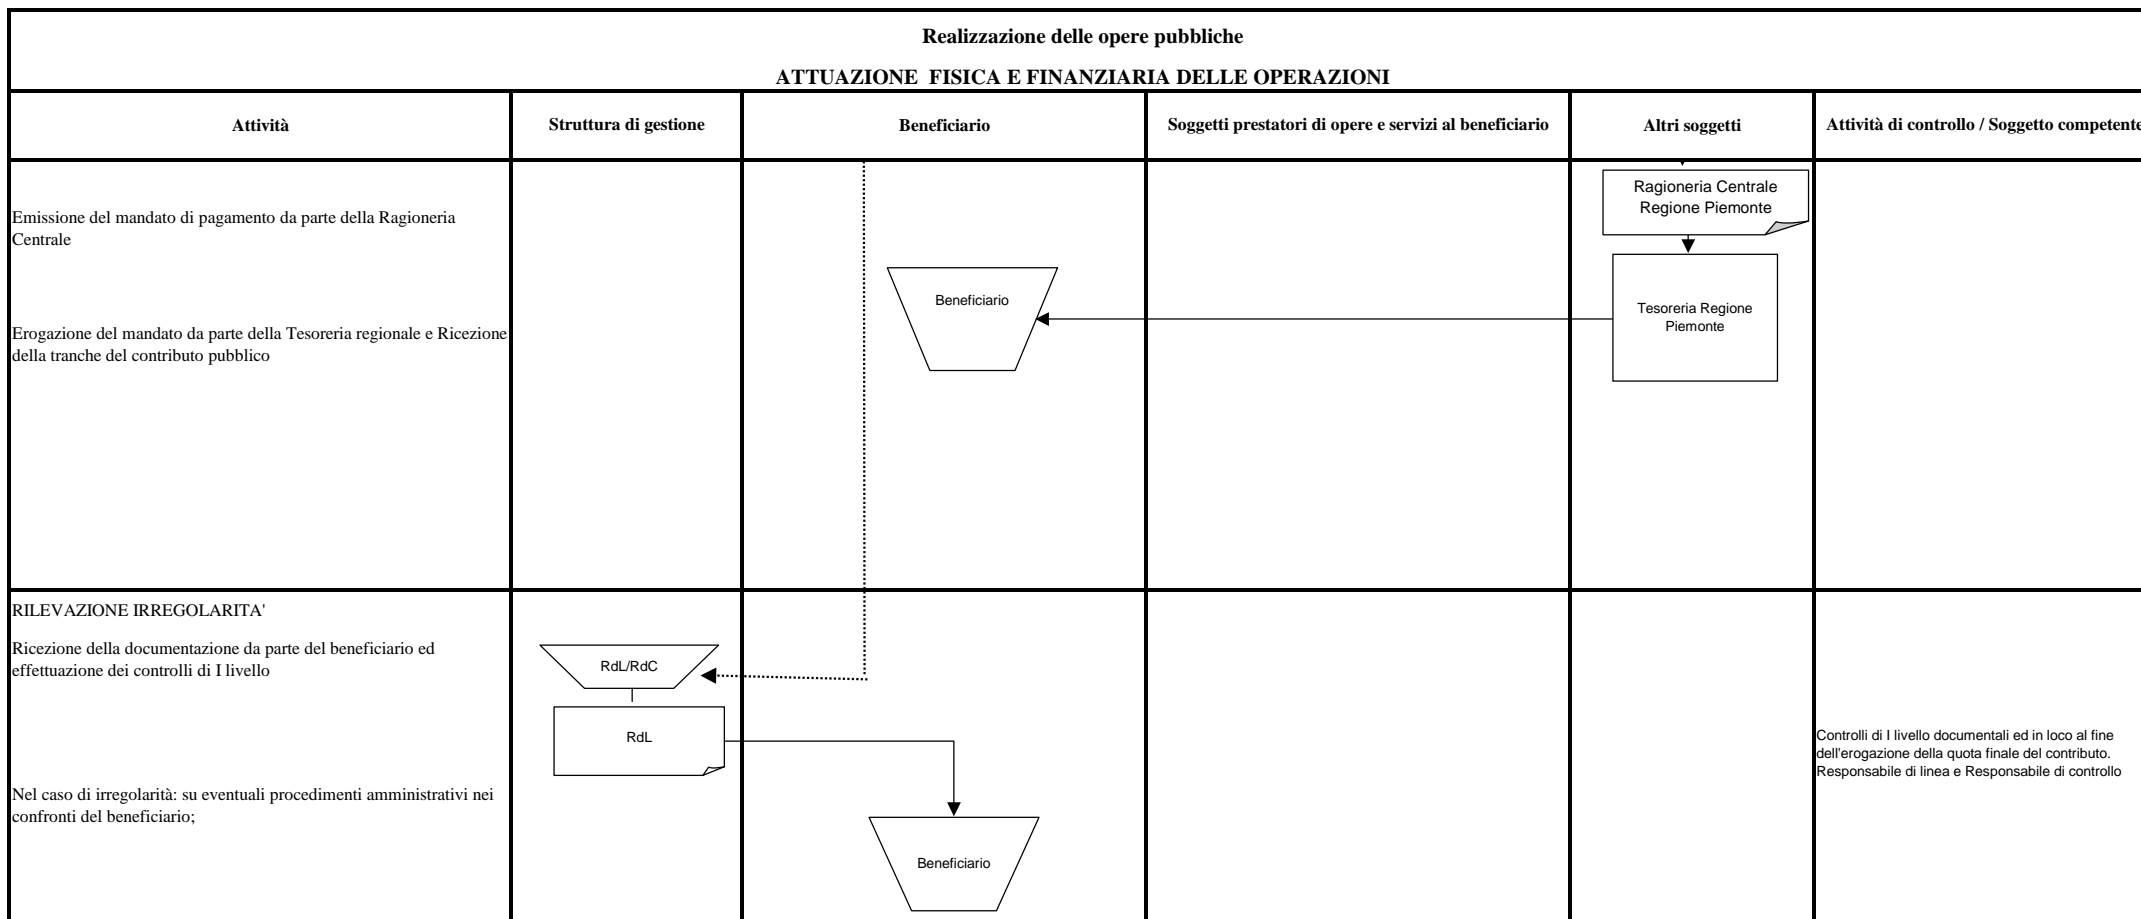 Realizzazione delle opere pubbliche
ATTUAZIONE  FISICA E FINANZIARIA DELLE OPERAZIONI
Attività
Struttura di gestione
Beneficiario
Soggetti prestatori di opere e servizi al beneficiario
Altri soggetti
Attività di controllo / Soggetto competente
Emissione del mandato di pagamento da parte della Ragioneria
Centrale
Ragioneria Centrale
Regione Piemonte
Beneficiario
Tesoreria Regione
Piemonte
Erogazione del mandato da parte della Tesoreria regionale e Ricezione
della tranche del contributo pubblico
RILEVAZIONE IRREGOLARITA'
Ricezione della documentazione da parte del beneficiario ed
effettuazione dei controlli di I livello
RdL/RdC
RdL
Controlli di I livello documentali ed in loco al fine
dell'erogazione della quota finale del contributo.
Responsabile di linea e Responsabile di controllo
Nel caso di irregolarità: su eventuali procedimenti amministrativi nei
confronti del beneficiario;
Beneficiario